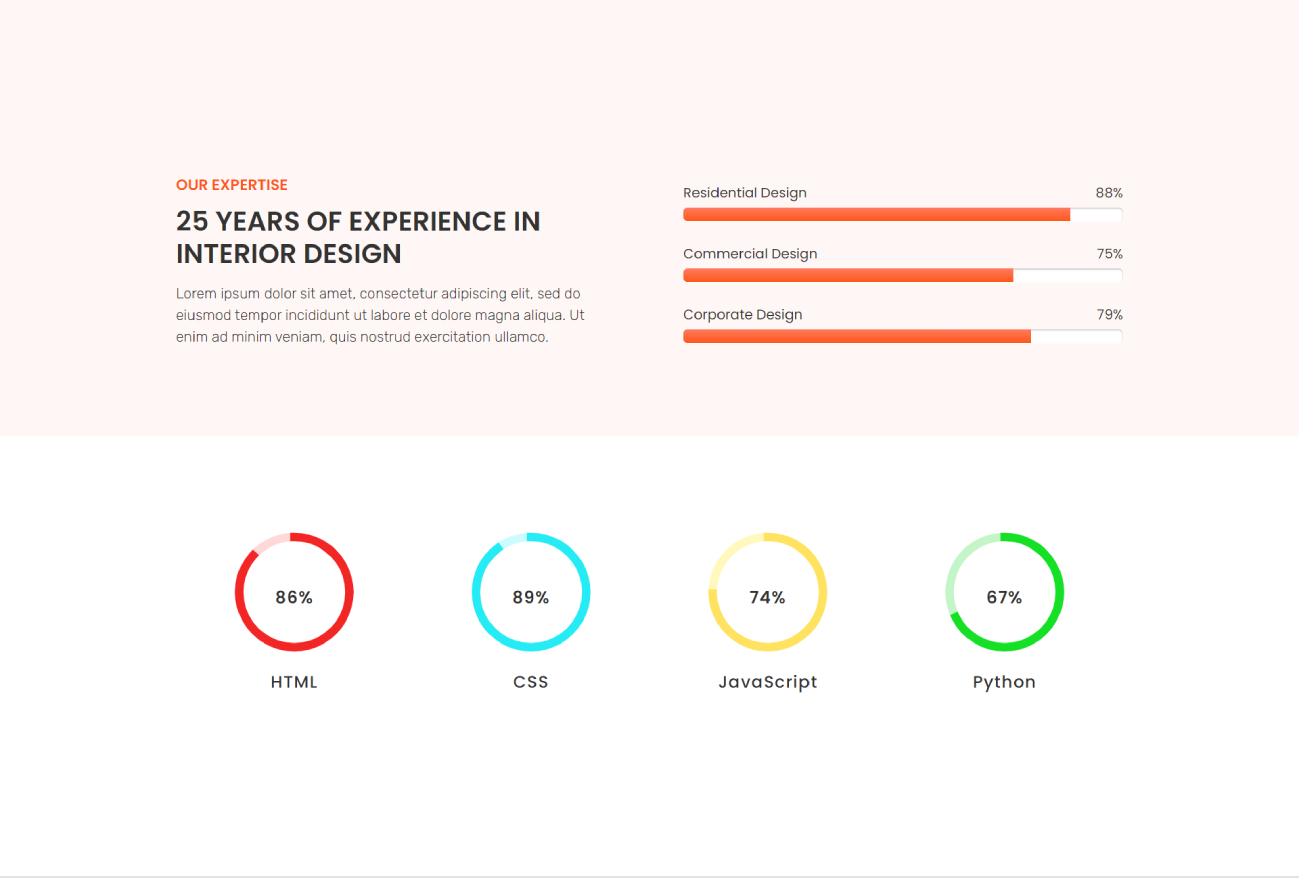 OUR EXPERTISE
25 YEARS OF EXPERIENCE IN
INTERIOR DESIGN
Lorem ipsum dolor sit amet, consectetur adipiscing elit, sed do
eiusmod tempor incididunt ut labore et dolore magna aliqua. Ut
enim ad minim veniam, quis nostrud exercitation ullamco.
Residential Design 88%
Commercial Design 75%
Corporate Design 79%
86%
HTML
89%
CSS
74%
JavaScript
67%
Python